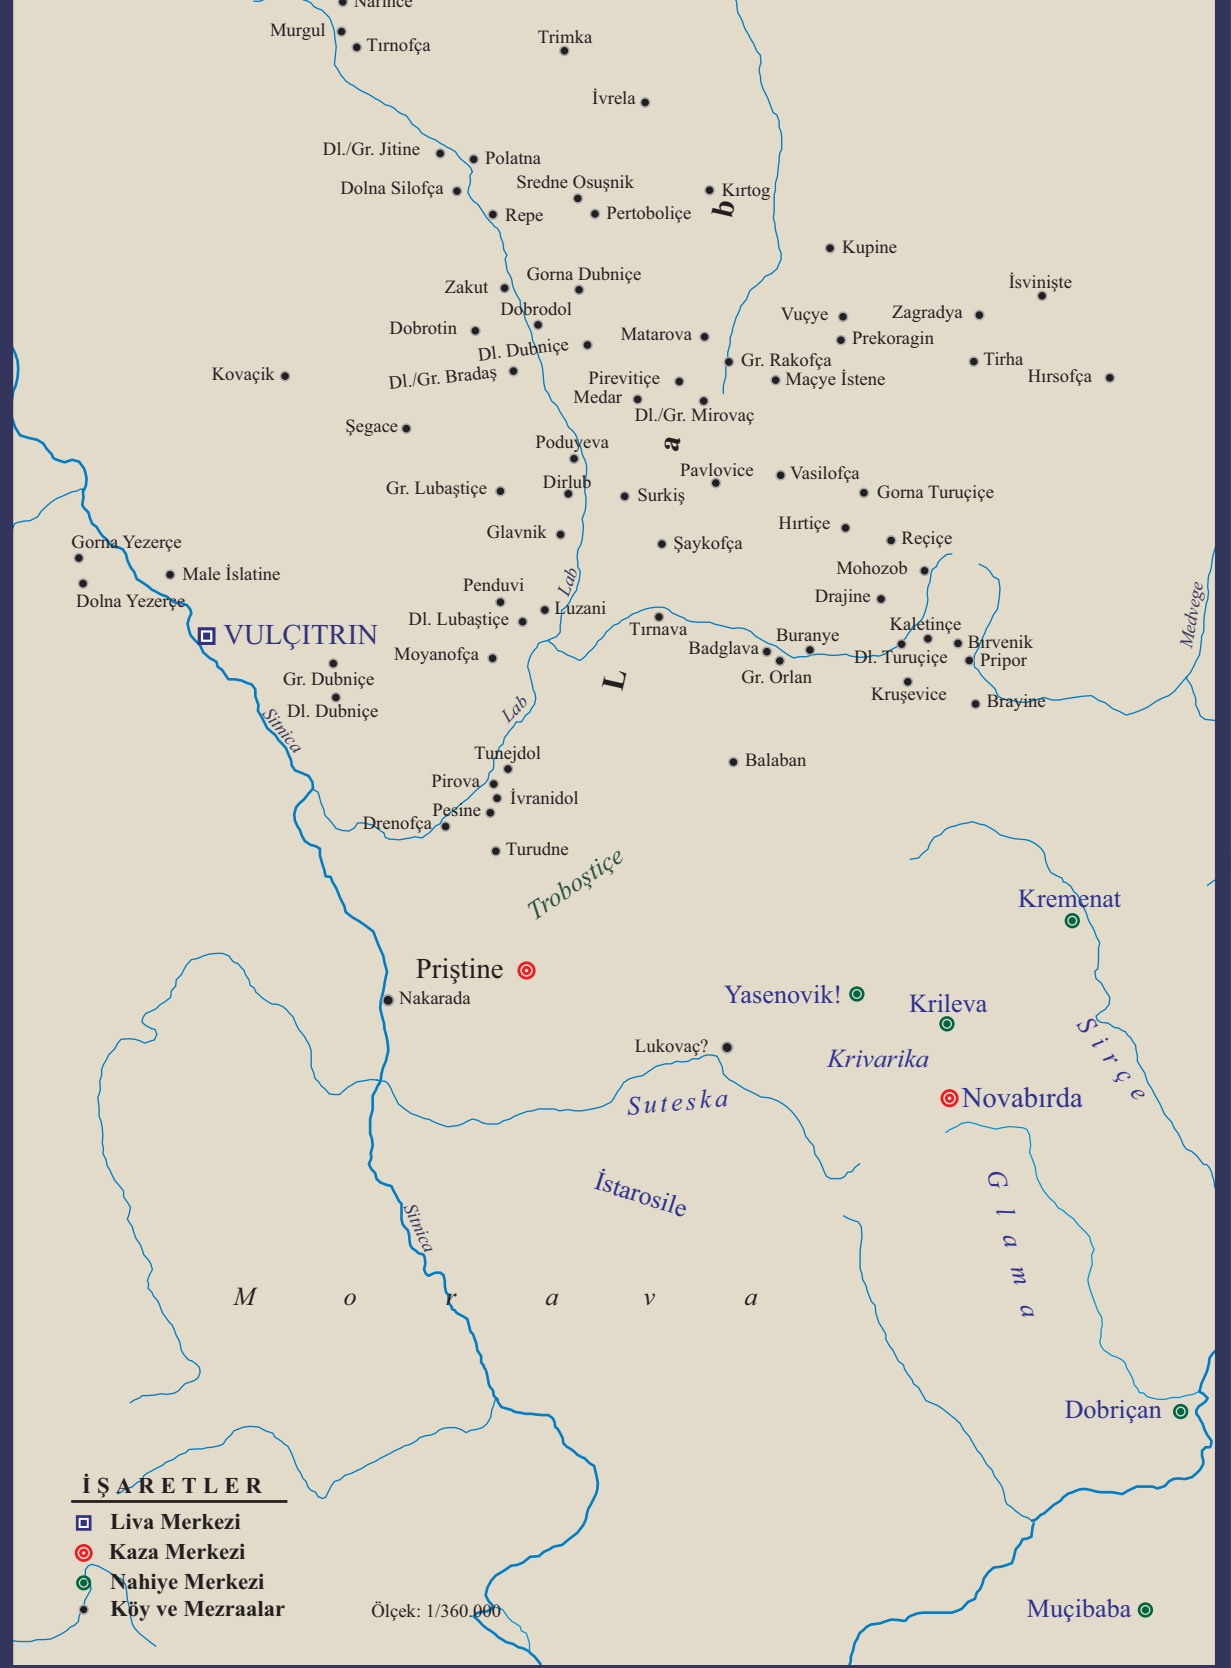 Narince
Murgul
Tırnofça
Trimka
İvrela
Dl./Gr. Jitine
Polatna
Dolna Silofça
Sredne Osuşnik
Kırtog
Repe
Pertoboliçe
b
Kupine
Zakut
Gorna Dubniçe
İsvinişte
Dobrodol
Vuçye
Zagradya
Dobrotin
Matarova
Prekoragin
Dl. Dubniçe
Gr. Rakofça
Tirha
Kovaçik
Dl./Gr. Bradaş
Pirevitiçe
Maçye İstene
Hırsofça
Medar
Dl./Gr. Mirovaç
Şegace
Poduyeva
a
Pavlovice
Vasilofça
Gr. Lubaştiçe
Dirlub
Surkiş
Gorna Turuçiçe
Glavnik
Şaykofça
Hırtiçe
Reçiçe
Gorna Yezerçe
Male İslatine
Mohozob
Dolna Yezerçe
Penduvi
Lab
Drajine
Medvege
Luzani
Dl. Lubaştiçe
VULÇITRIN
Tırnava
Buranye
Kaletinçe
Bırvenik
Moyanofça
Badglava
Dl. Turuçiçe
Pripor
Gr. Dubniçe
Gr. Orlan
L
Kruşevice
Dl. Dubniçe
Lab
Brayine
Sitnica
Tunejdol
Balaban
Pirova
İvranidol
Pesine
Drenofça
Turudne
Troboştiçe
Kremenat
Priştine
Nakarada
Yasenovik!
Krileva
Lukovaç?
Krivarika
Sirçe
Suteska
Novabırda
İstarosile
Glama
Sitnica
Morava
Dobriçan
İŞARETLER
Liva Merkezi
Kaza Merkezi
Nahiye Merkezi
Köy ve Mezraalar
Ölçek: 1/360.000
Muçibaba